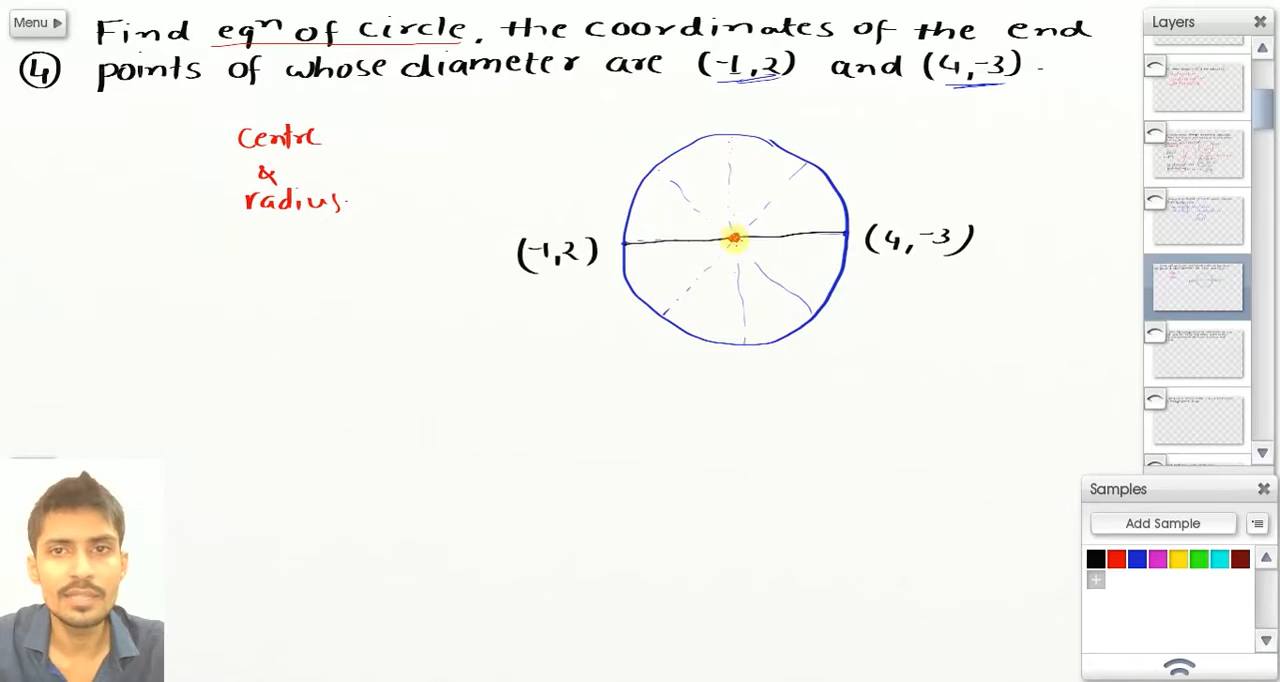 Menu
Find eqⁿ of circle, the coordinates of the end
④ points of whose diameter are (-1,2) and (4,-3).
centre
&
radius.
(-1,2)
(4,-3)
Layers
Samples
Add Sample